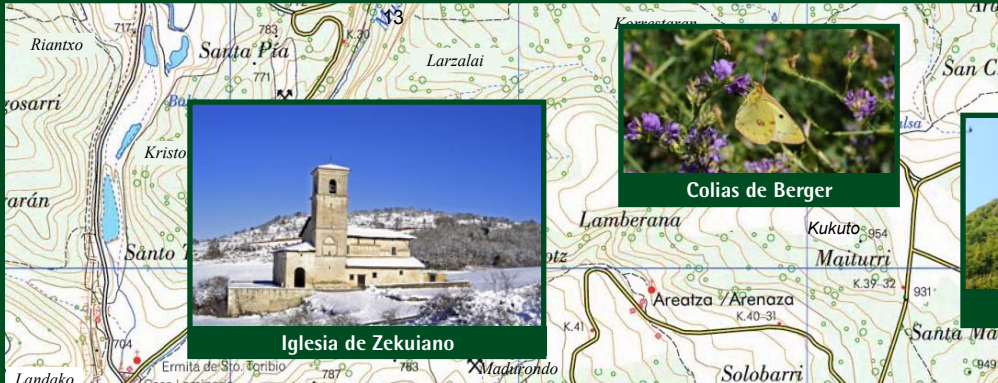 Riantxo
717
Santa Pía
783
771
K.30
13
Larzalai
Korrestaran
San C
gosarri
Kristo
arán
Santo T
704
Landako
Ermita de Sto. Toribio
787
763
Madurondo
Iglesia de Zekuiano
Colias de Berger
Lamberana
otz
Kukuto
954
Maiturri
K.39-32
931
Areatza /Arenaza
K.40-31
K.41
Solobarri
Santa Ma
949